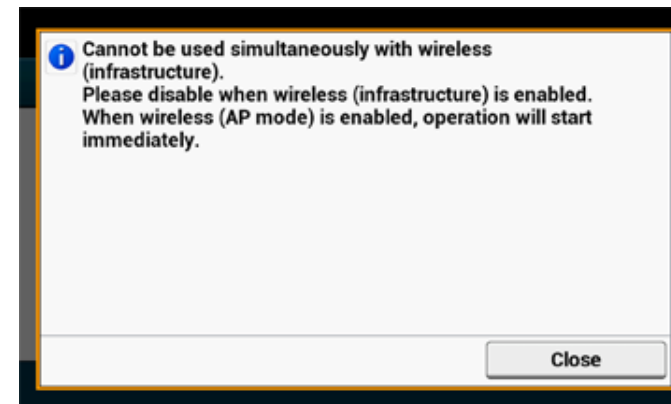 Cannot be used simultaneously with wireless
(infrastructure).
Please disable when wireless (infrastructure) is enabled.
When wireless (AP mode) is enabled, operation will start
immediately.
Close